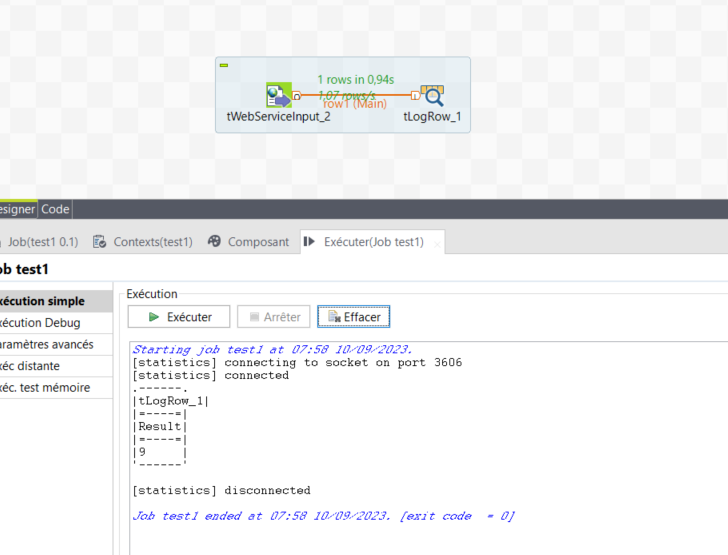 1 rows in 0,94s
1,07 rows/s
row1 (Main)
tWebServiceInput_2
tLogRow_1
esigner
Code
Job(test1 0.1)
Contexts(test1)
Composant
Exécuter(Job test1)
ob test1
xécution simple
xécution Debug
aramètres avancés
xéc distante
xéc. test mémoire
Exécution
Exécuter
Arrêter
Effacer
Starting job test1 at 07:58 10/09/2023.
[statistics] connecting to socket on port 3606
[statistics] connected
.------.
|tLogRow_1|
|=-----=|
|Result|
|=-----=|
|9     |
'------'
[statistics] disconnected
Job test1 ended at 07:58 10/09/2023. [exit code  = 0]